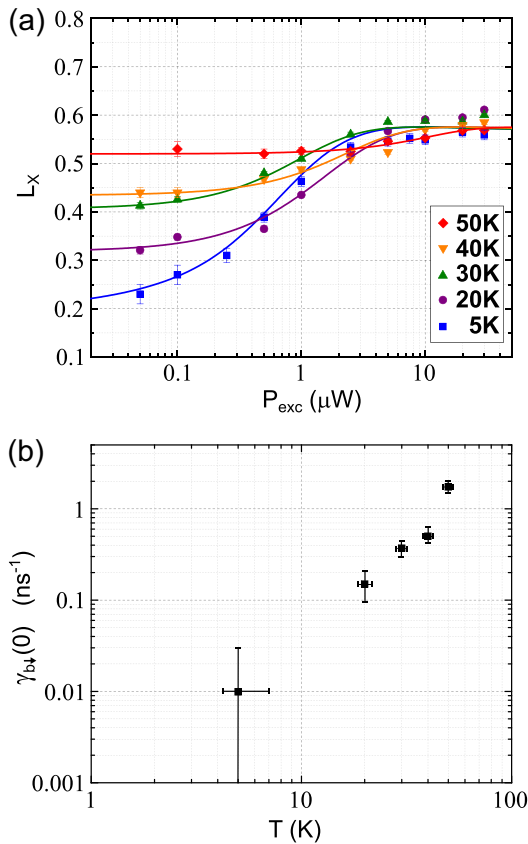 (a)
0.8
0.7
0.6
0.5
0.4
0.3
0.2
0.1
L_X
50K
40K
30K
20K
5K
0.1 1 10
P_exc (μW)
(b)
1
0.1
0.01
0.001
γ_b↓(0) (ns⁻¹)
1 10 100
T (K)